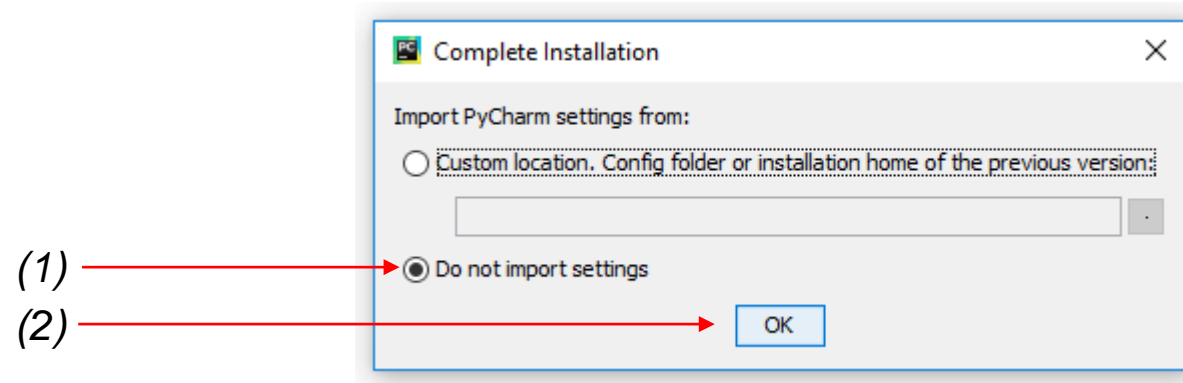 PC
Complete Installation
Import PyCharm settings from:
Custom location. Config folder or installation home of the previous version:
.
(1)
Do not import settings
(2)
OK